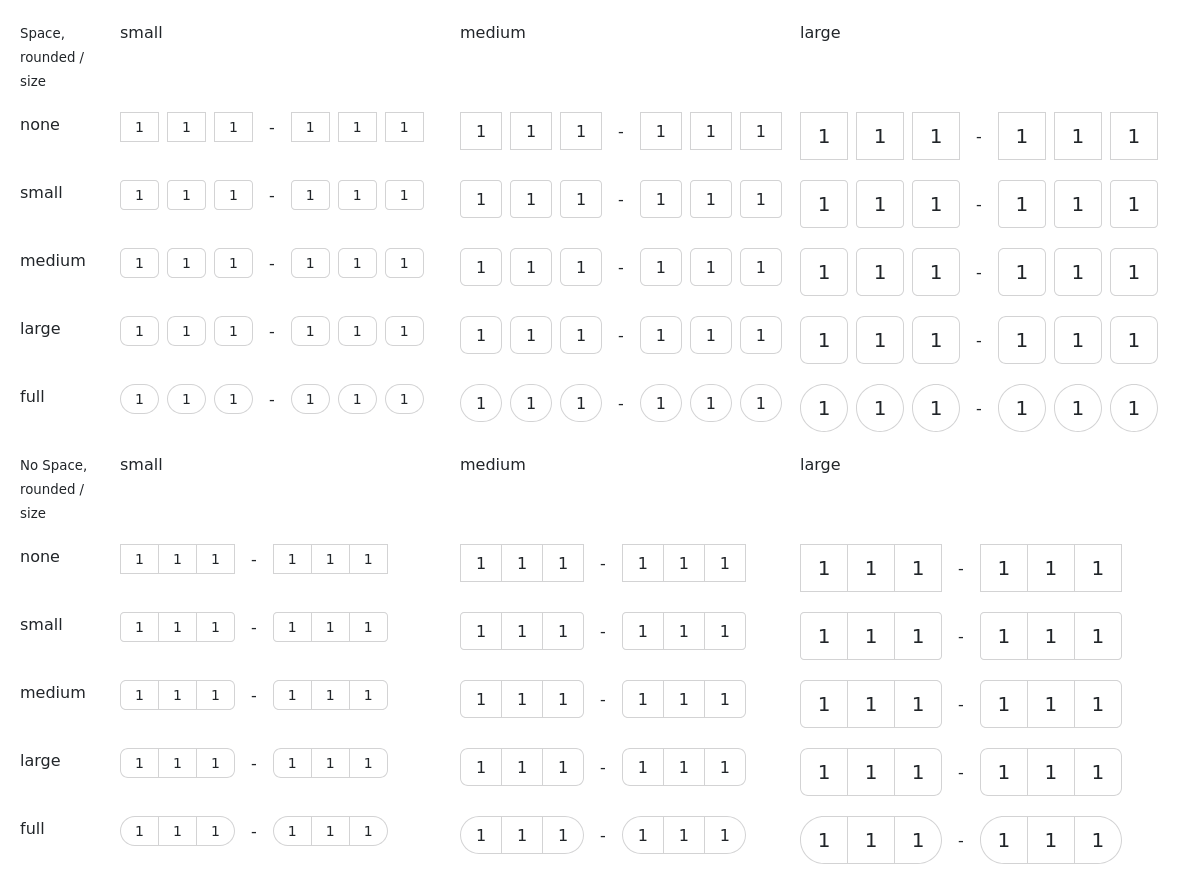 Space, rounded / size small medium large
none 1 1 1 - 1 1 1 1 1 1 - 1 1 1 1 1 1 - 1 1 1
small 1 1 1 - 1 1 1 1 1 1 - 1 1 1 1 1 1 - 1 1 1
medium 1 1 1 - 1 1 1 1 1 1 - 1 1 1 1 1 1 - 1 1 1
large 1 1 1 - 1 1 1 1 1 1 - 1 1 1 1 1 1 - 1 1 1
full 1 1 1 - 1 1 1 1 1 1 - 1 1 1 1 1 1 - 1 1 1
No Space, rounded / size small medium large
none 1 1 1 - 1 1 1 1 1 1 - 1 1 1 1 1 1 - 1 1 1
small 1 1 1 - 1 1 1 1 1 1 - 1 1 1 1 1 1 - 1 1 1
medium 1 1 1 - 1 1 1 1 1 1 - 1 1 1 1 1 1 - 1 1 1
large 1 1 1 - 1 1 1 1 1 1 - 1 1 1 1 1 1 - 1 1 1
full 1 1 1 - 1 1 1 1 1 1 - 1 1 1 1 1 1 - 1 1 1